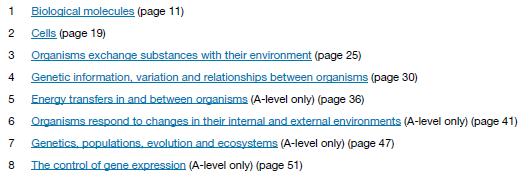 1 Biological molecules (page 11)
2 Cells (page 19)
3 Organisms exchange substances with their environment (page 25)
4 Genetic information, variation and relationships between organisms (page 30)
5 Energy transfers in and between organisms (A-level only) (page 36)
6 Organisms respond to changes in their internal and external environments (A-level only) (page 41)
7 Genetics, populations, evolution and ecosystems (A-level only) (page 47)
8 The control of gene expression (A-level only) (page 51)